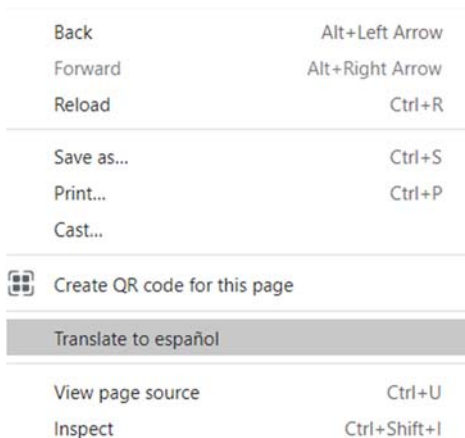 Back Alt+Left Arrow
Forward Alt+Right Arrow
Reload Ctrl+R
Save as... Ctrl+S
Print... Ctrl+P
Cast...
Create QR code for this page
Translate to español
View page source Ctrl+U
Inspect Ctrl+Shift+I